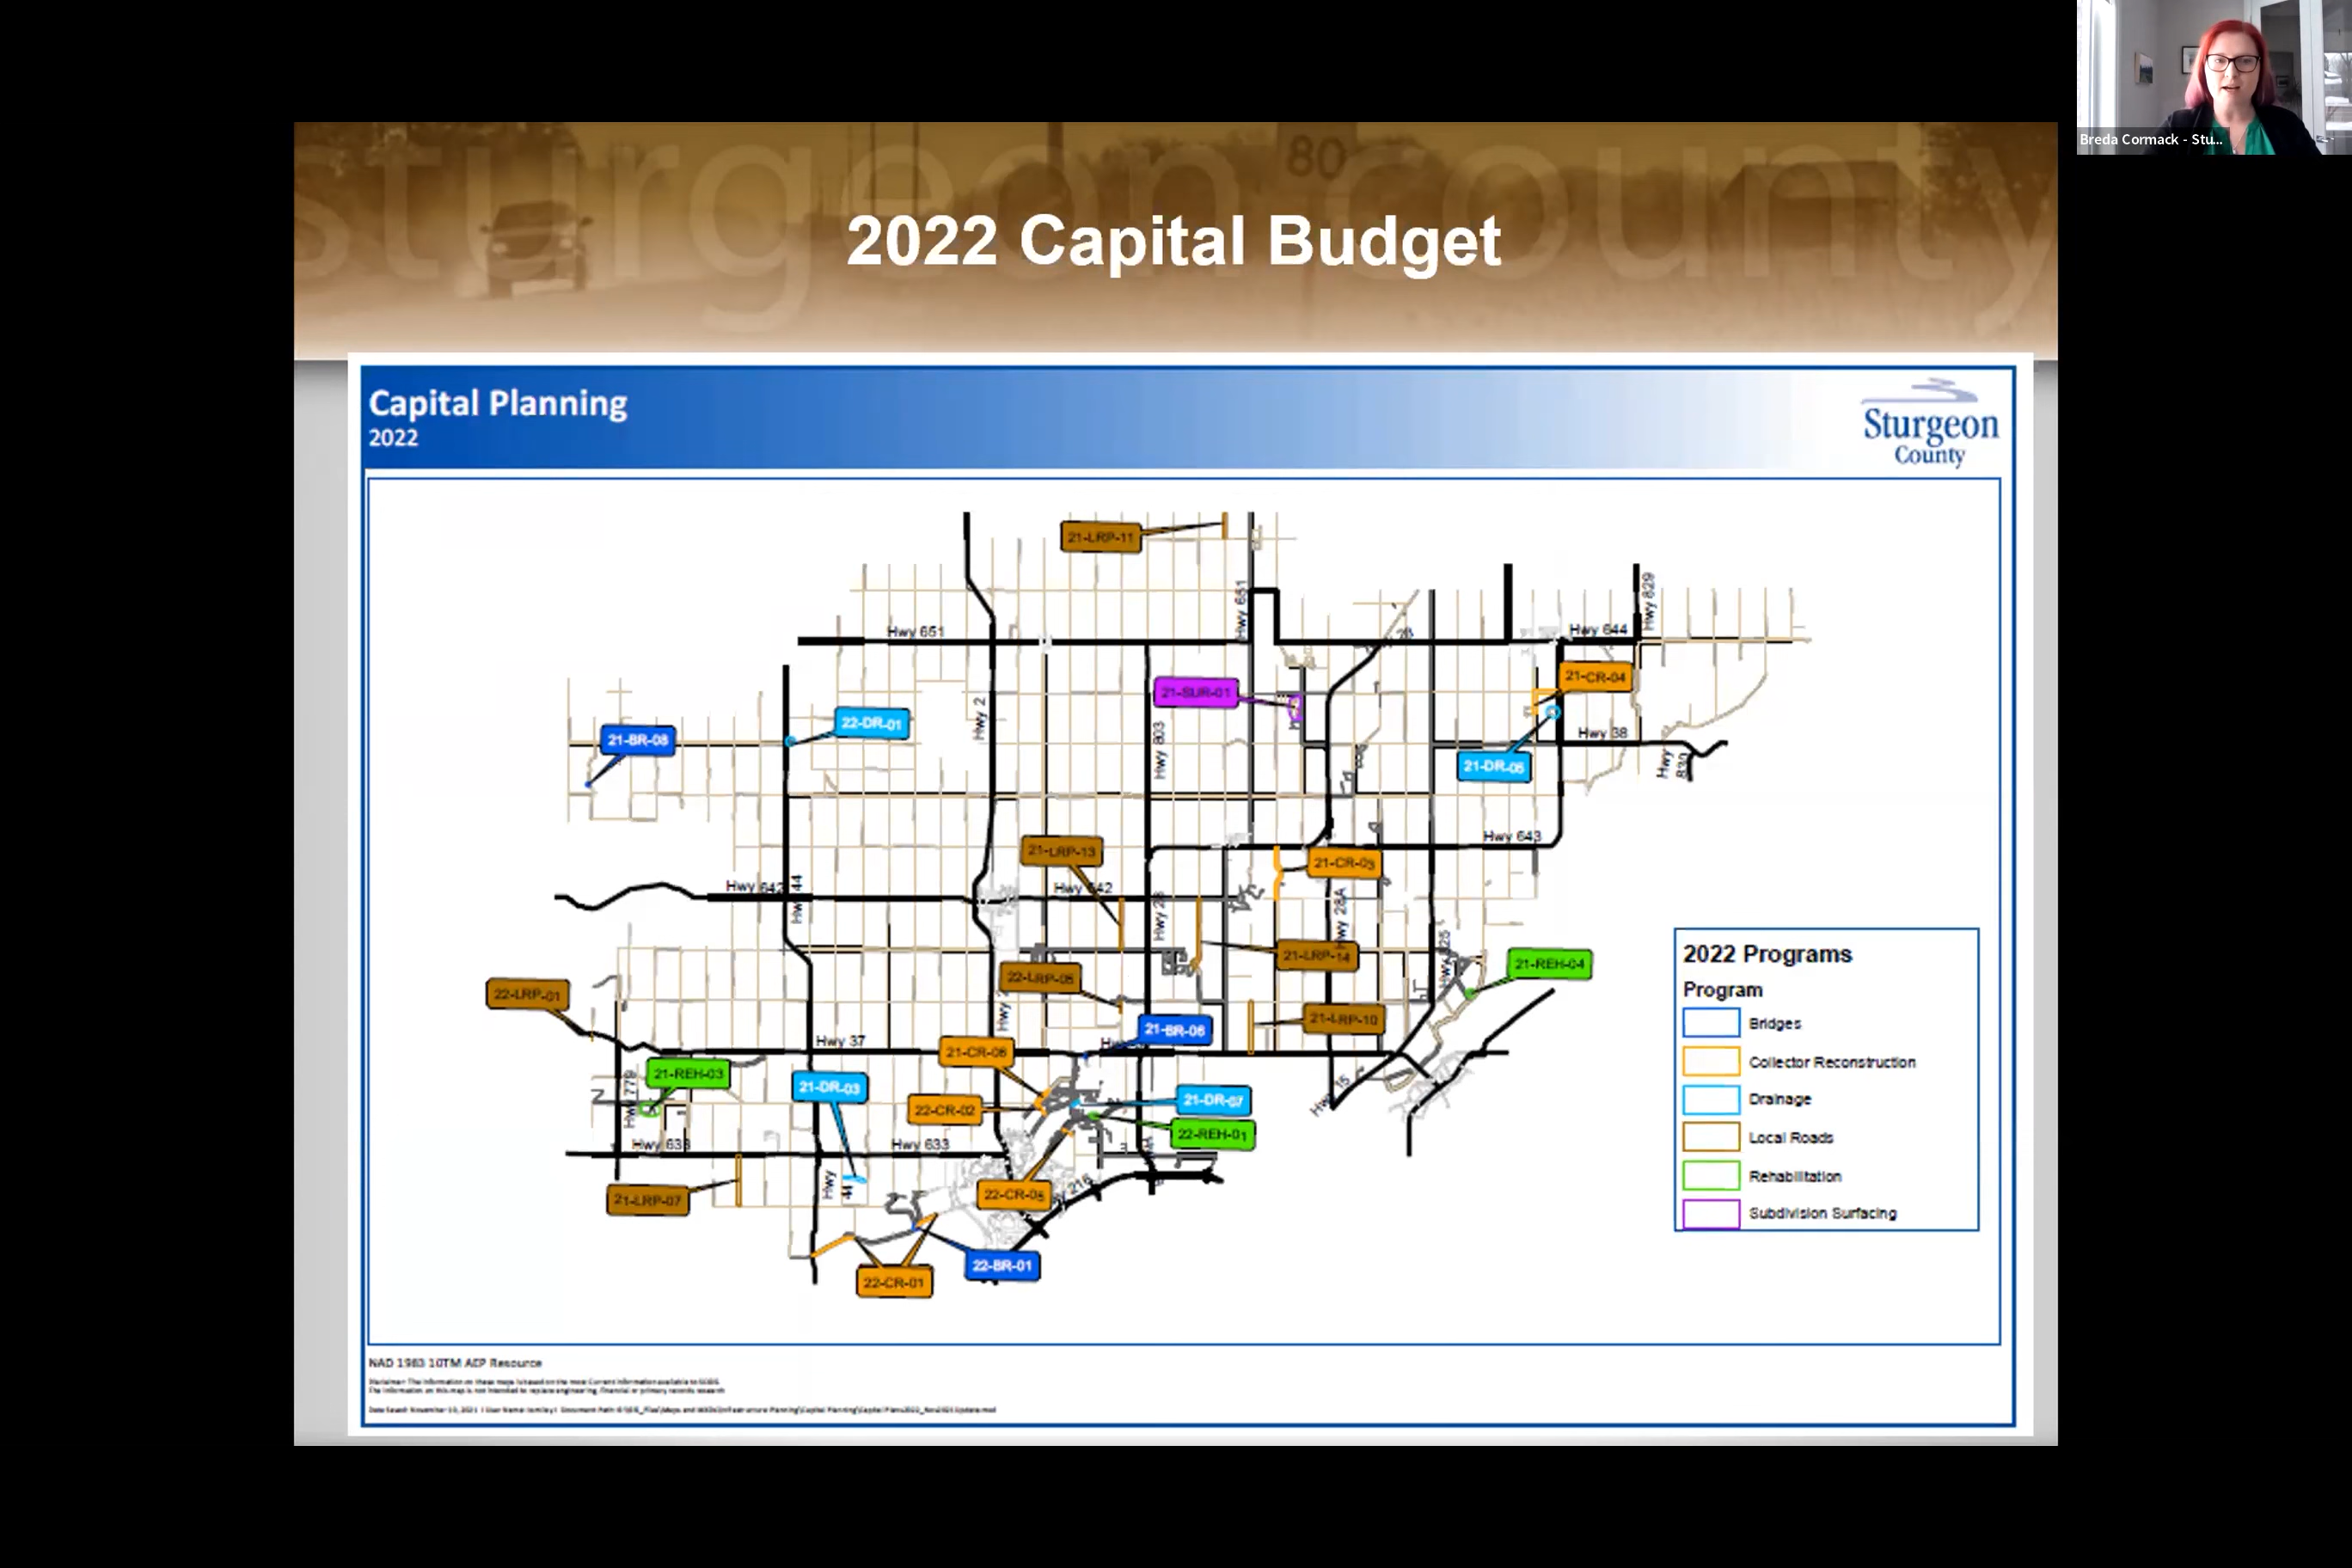 Breda Cormack - Stu...
sturgeon county
80
2022 Capital Budget
Capital Planning
2022
Sturgeon
County
21-LRP-11
Hwy 651
Hwy 829
Hwy 651
Hwy 644
21-CR-04
21-SUR-01
22-DR-01
Hwy 2
21-BR-08
Hwy 803
Hwy 38
21-DR-05
Hwy 830
Hwy 643
21-LRP-13
21-CR-03
Hwy 642
Hwy 44
Hwy 642
Hwy 28
Hwy 28A
21-LRP-14
21-REH-04
22-LRP-05
22-LRP-01
Hwy 2
21-LRP-10
21-BR-06
Hwy 37
21-CR-06
21-REH-03
21-DR-03
Hwy 779
22-CR-02
21-DR-07
22-REH-01
Hwy 15
Hwy 633
Hwy 633
Hwy 44
21-LRP-07
22-CR-05
216
22-BR-01
22-CR-01
2022 Programs
Program
Bridges
Collector Reconstruction
Drainage
Local Roads
Rehabilitation
Subdivision Surfacing
NAD 1983 10TM AEP Resource